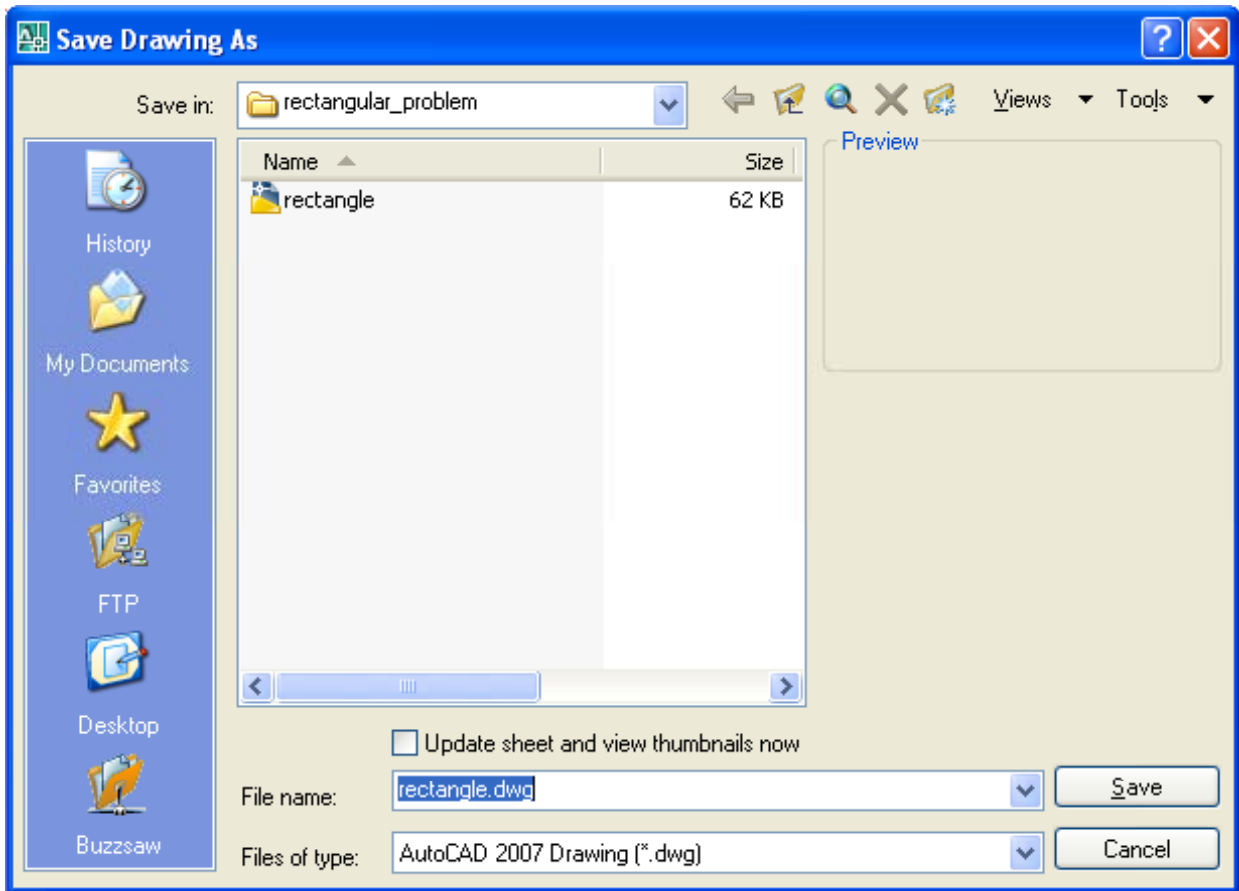 Save Drawing As
Save in: rectangular_problem Views Tools
Preview
Name Size
rectangle 62 KB
History
My Documents
Favorites
FTP
Desktop
Buzzsaw
Update sheet and view thumbnails now
File name: rectangle.dwg Save
Files of type: AutoCAD 2007 Drawing (*.dwg) Cancel